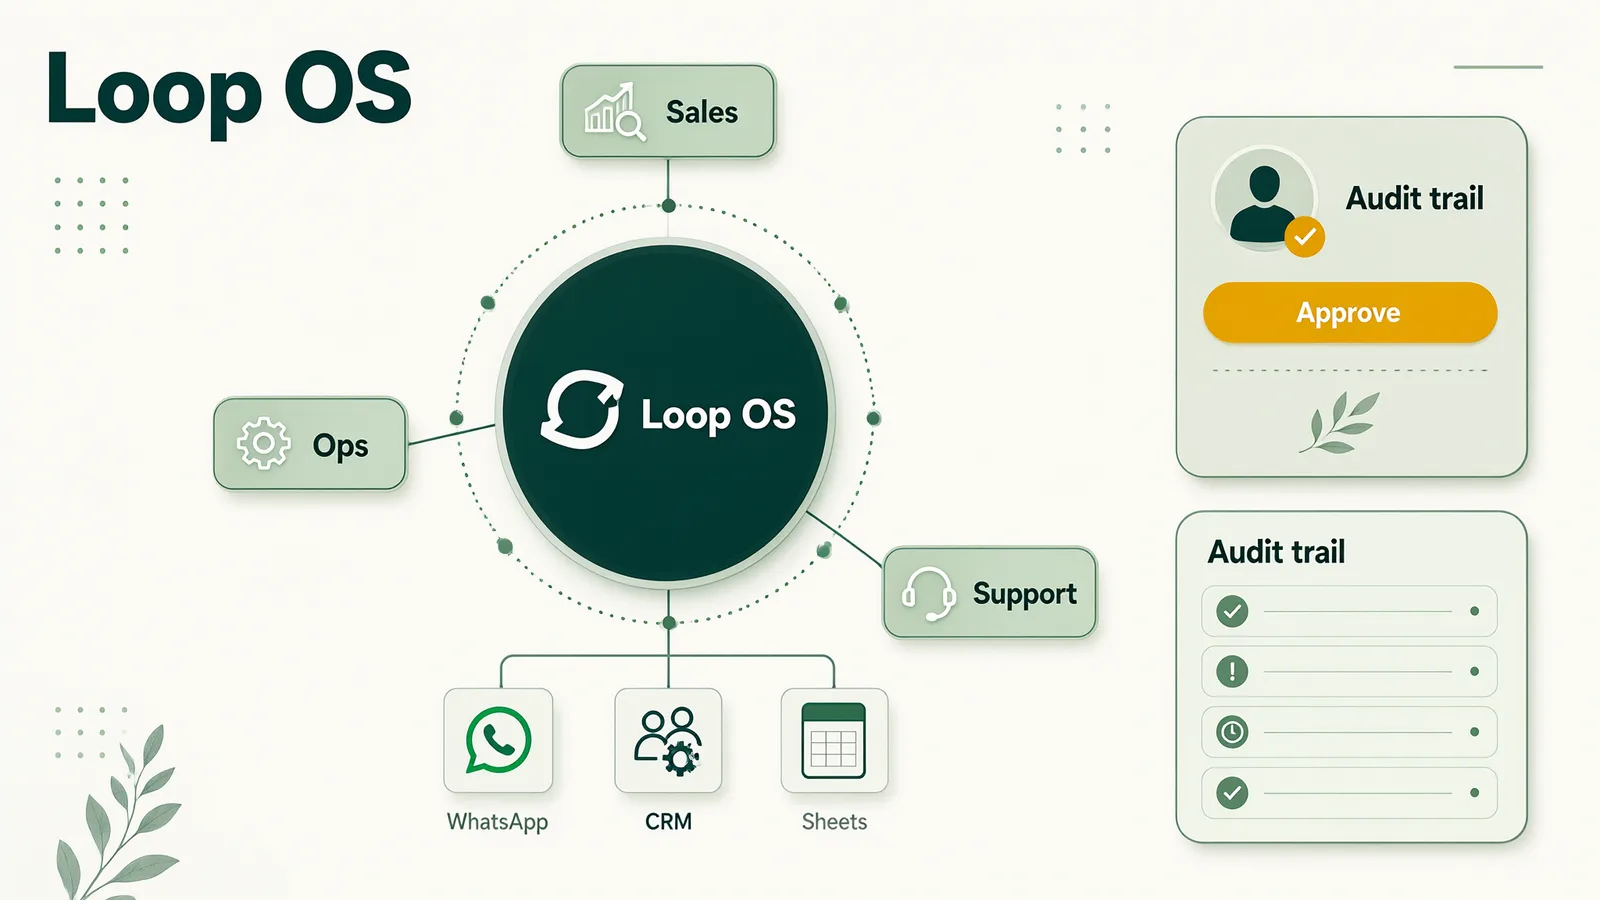 Loop OS
Sales
Loop OS
Ops
Support
WhatsApp
CRM
Sheets
Audit trail
Approve
Audit trail